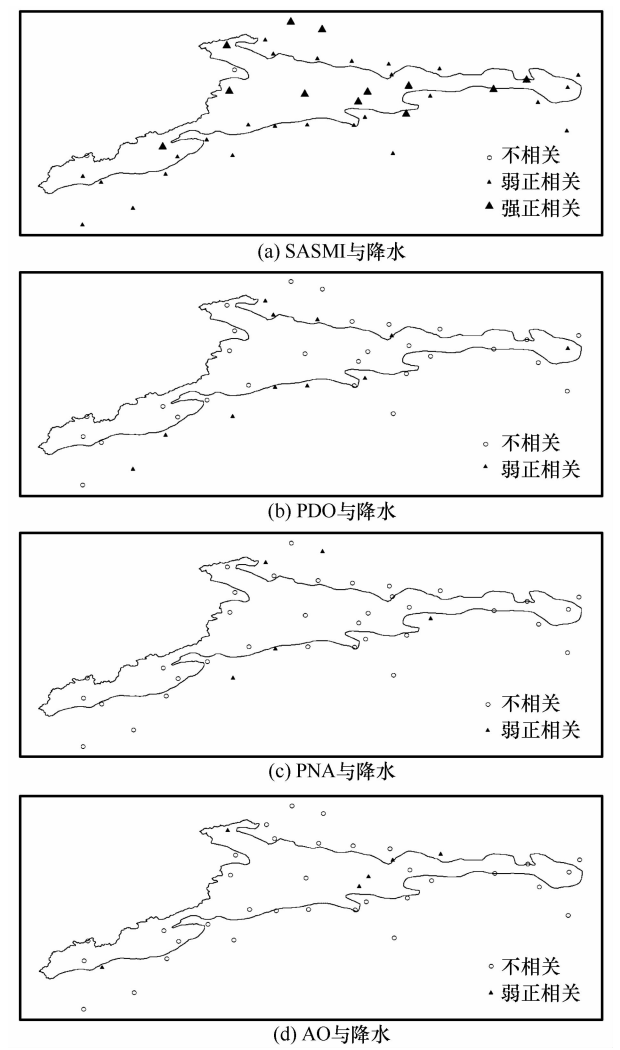 不相关
弱正相关
强正相关
(a) SASMI与降水
不相关
弱正相关
(b) PDO与降水
不相关
弱正相关
(c) PNA与降水
不相关
弱正相关
(d) AO与降水